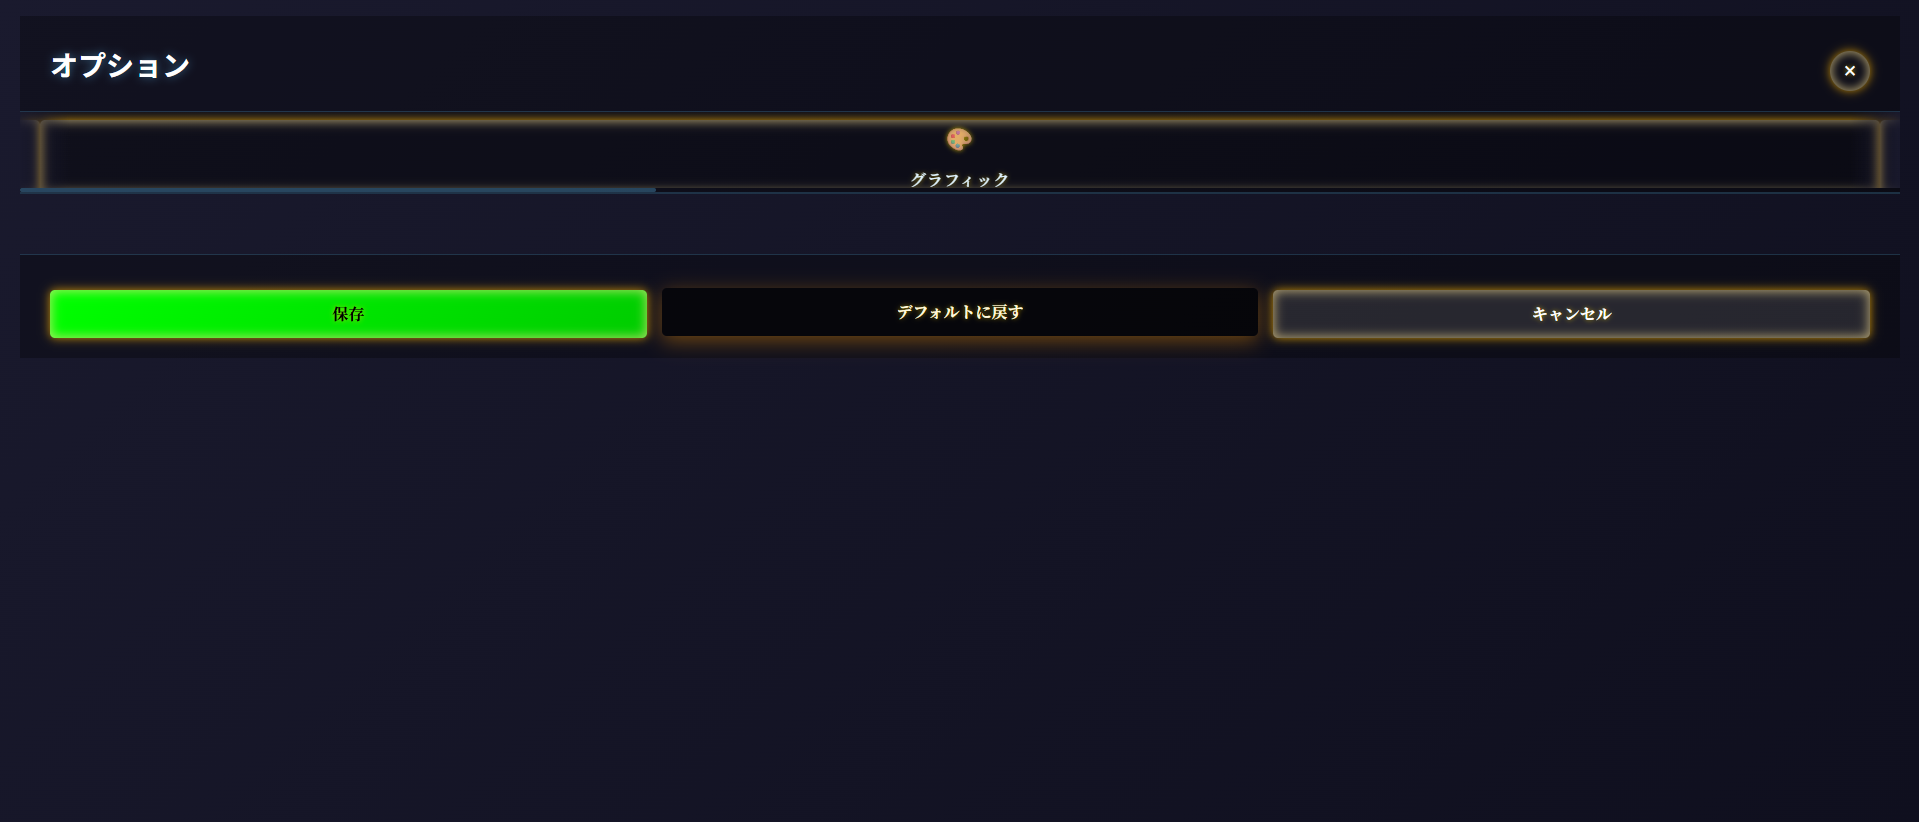 オプション
×
グラフィック
保存
デフォルトに戻す
キャンセル